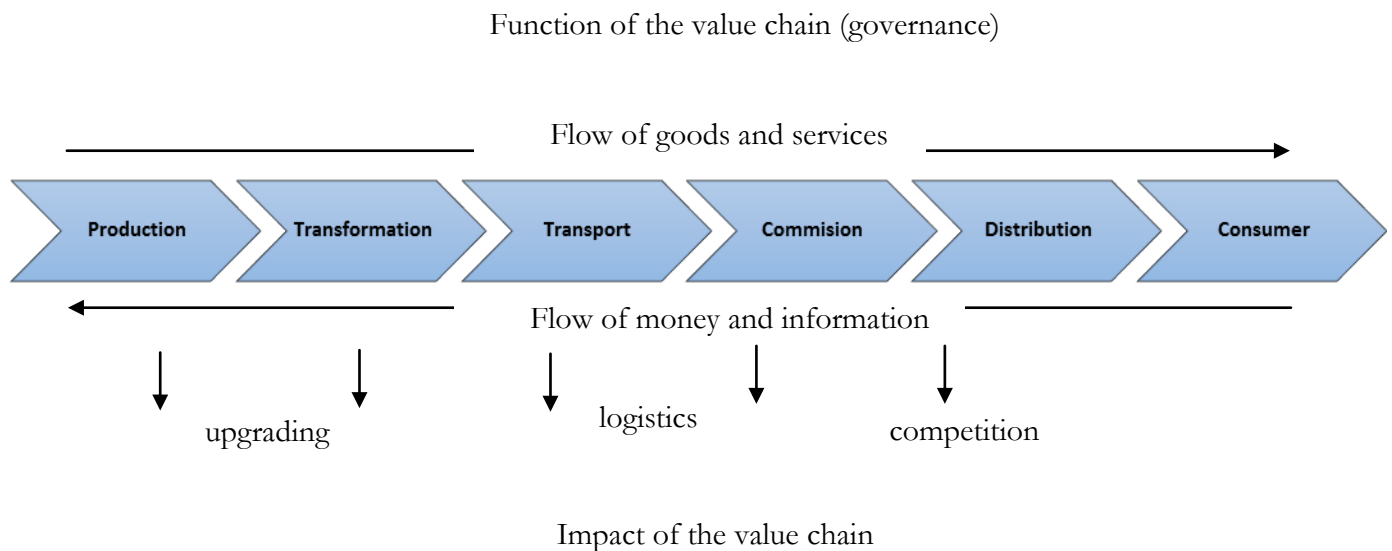 Function of the value chain (governance)
Flow of goods and services
Production
Transformation
Transport
Commision
Distribution
Consumer
Flow of money and information
upgrading
logistics
competition
Impact of the value chain